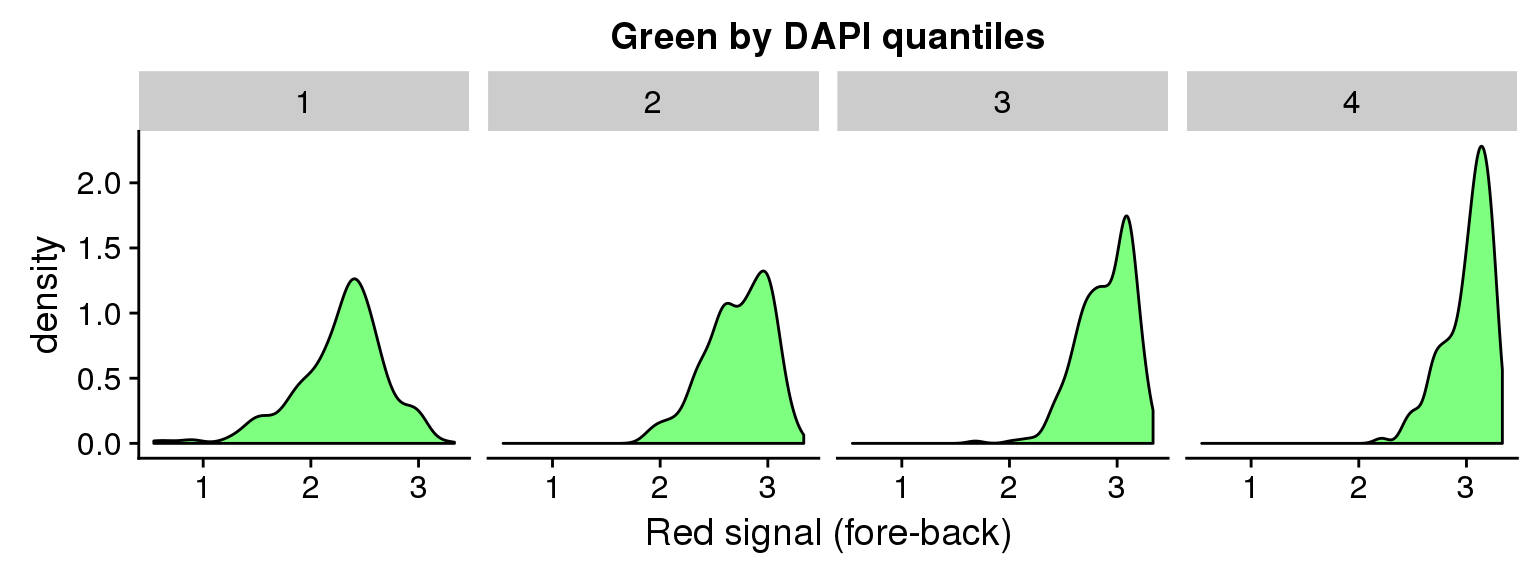 Green by DAPI quantiles
1 2 3 4
density
2.0
1.5
1.0
0.5
0.0
1 2 3 1 2 3 1 2 3 1 2 3
Red signal (fore-back)